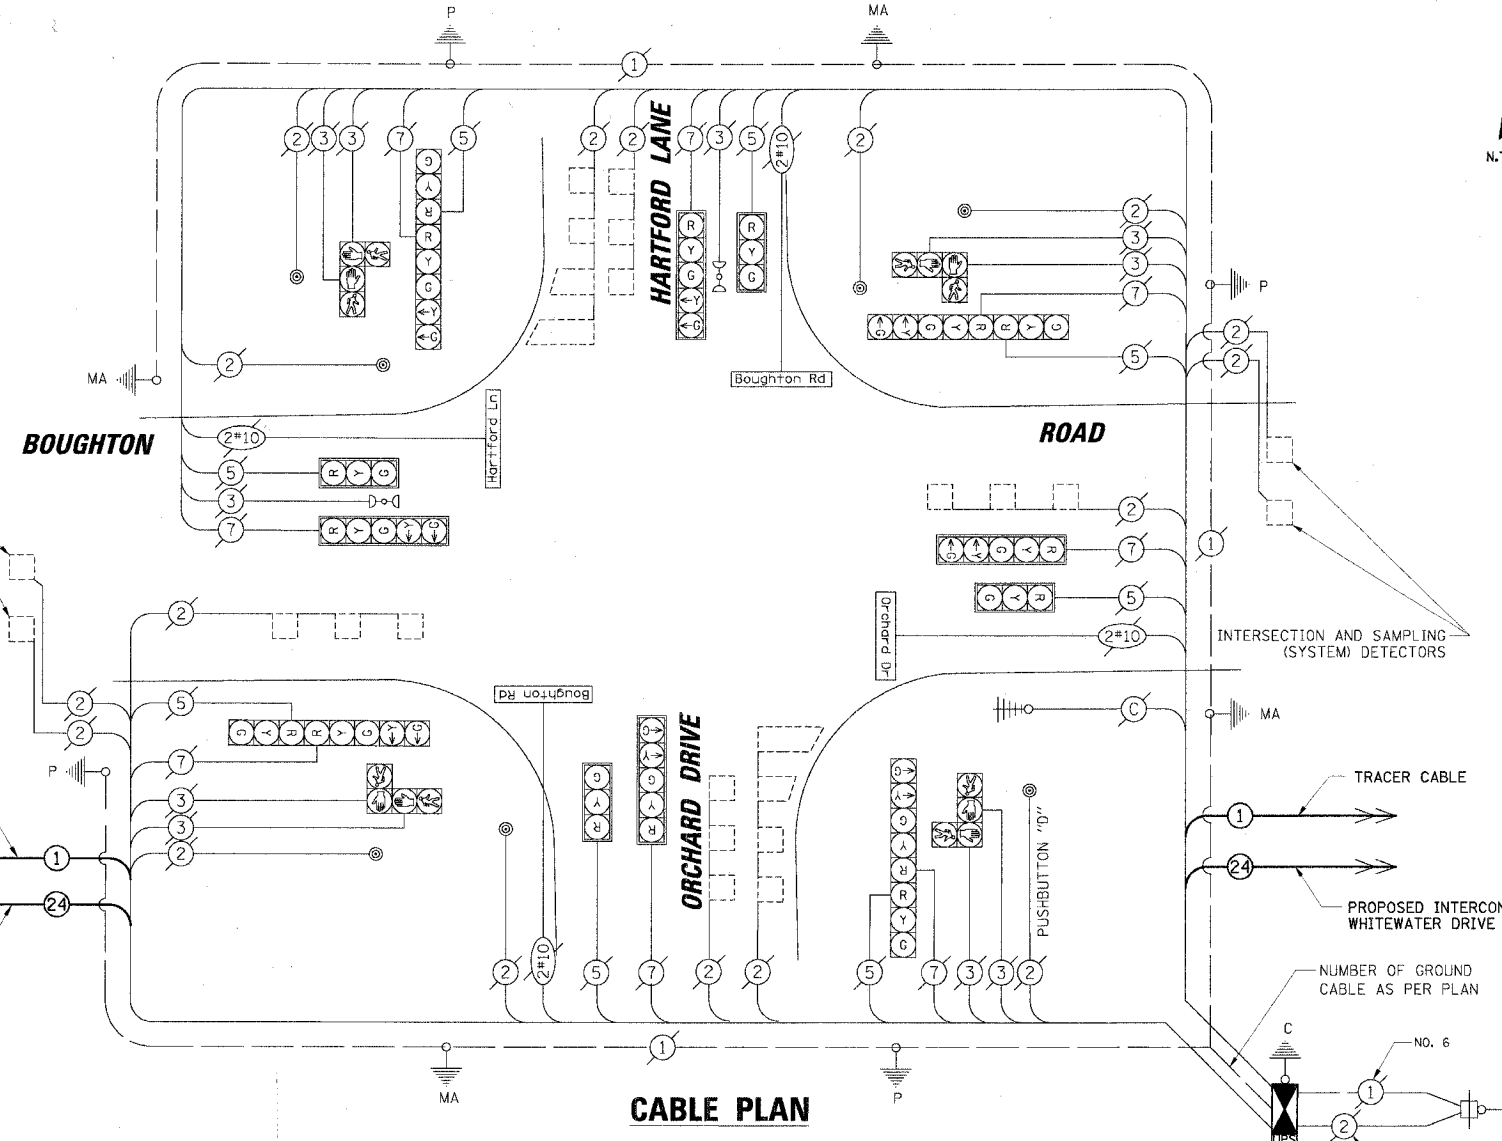 P
MA
1
2
3
3
7
5
2
2
7
3
5
2#10
2
HARTFORD LANE
G
Y
R
R
Y
G
←Y
←G
R
Y
G
←Y
←G
R
Y
G
2
3
3
7
5
←G
←Y
G
Y
R
R
Y
G
P
2
2
MA
2
Boughton Rd
Hartford Ln
BOUGHTON
ROAD
2#10
5
R Y G
3
7
R Y G ←Y ←G
2
←G ←Y G Y R
7
G Y R
5
2#10
Orchard Dr
1
INTERSECTION AND SAMPLING
(SYSTEM) DETECTORS
2
2
2
5
G Y R R Y G ←Y ←G
7
P
3
3
2
Boughton Rd
ORCHARD DRIVE
C
MA
←G
←Y
G
Y
R
G
Y
R
←G
←Y
G
Y
R
R
Y
G
PUSHBUTTON "D"
1
TRACER CABLE
24
PROPOSED INTERCON
WHITEWATER DRIVE
1
24
2
2#10
5
7
2
2
5
7
3
3
2
NUMBER OF GROUND
CABLE AS PER PLAN
1
MA
P
C
NO. 6
1
2
UPS
CABLE PLAN